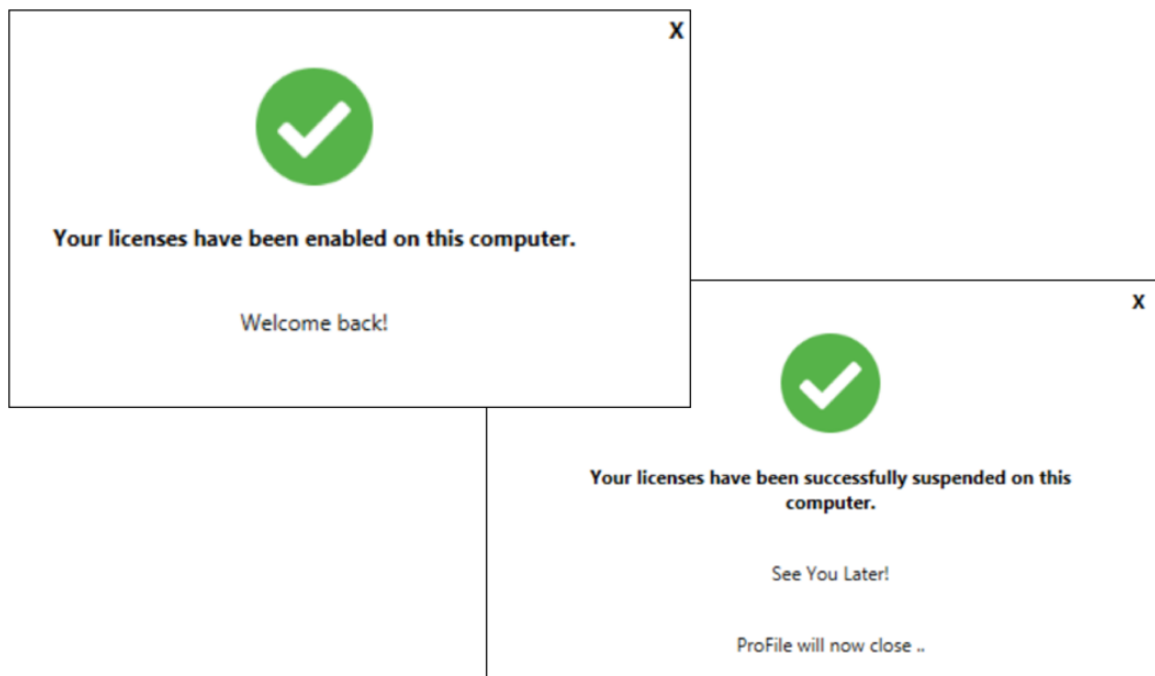 X
Your licenses have been enabled on this computer.
Welcome back!
X
Your licenses have been successfully suspended on this
computer.
See You Later!
ProFile will now close ..